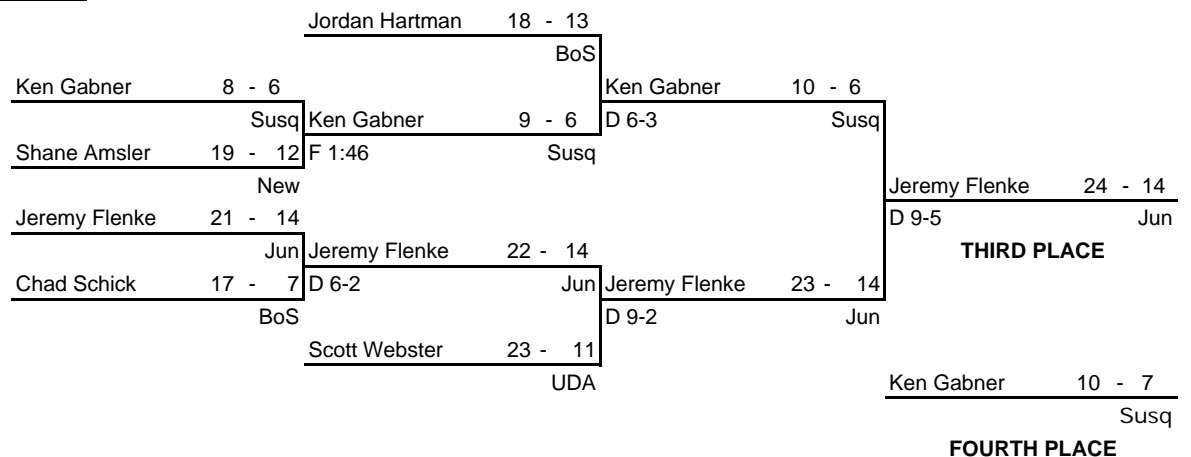 Jordan Hartman 18 - 13
BoS
Ken Gabner 8 - 6 Ken Gabner 10 - 6
Susq Ken Gabner 9 - 6 D 6-3 Susq
Shane Amsler 19 - 12 F 1:46 Susq
New Jeremy Flenke 24 - 14
Jeremy Flenke 21 - 14 D 9-5 Jun
Jun Jeremy Flenke 22 - 14 THIRD PLACE
Chad Schick 17 - 7 D 6-2 Jun Jeremy Flenke 23 - 14
BoS D 9-2 Jun
Scott Webster 23 - 11
UDA Ken Gabner 10 - 7
Susq
FOURTH PLACE